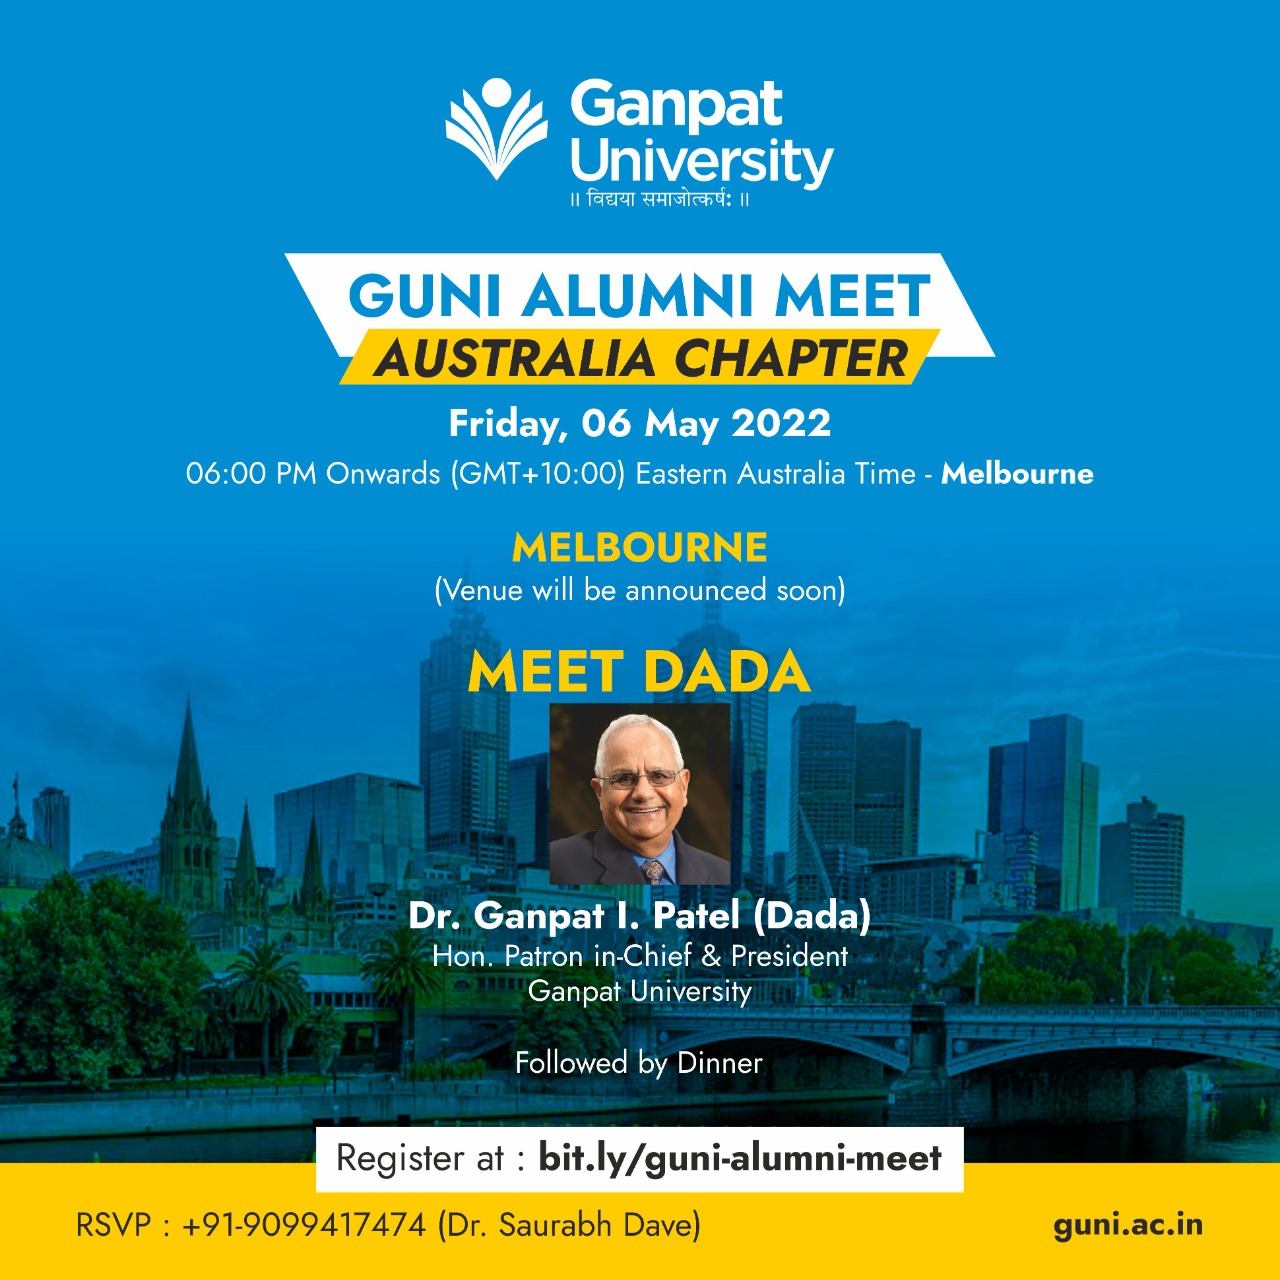 Ganpat
University
॥ विद्यया समाजोत्कर्षः ॥
GUNI ALUMNI MEET
AUSTRALIA CHAPTER
Friday, 06 May 2022
06:00 PM Onwards (GMT+10:00) Eastern Australia Time - Melbourne
MELBOURNE
(Venue will be announced soon)
MEET DADA
Dr. Ganpat I. Patel (Dada)
Hon. Patron in-Chief & President
Ganpat University
Followed by Dinner
Register at : bit.ly/guni-alumni-meet
RSVP : +91-9099417474 (Dr. Saurabh Dave)
guni.ac.in